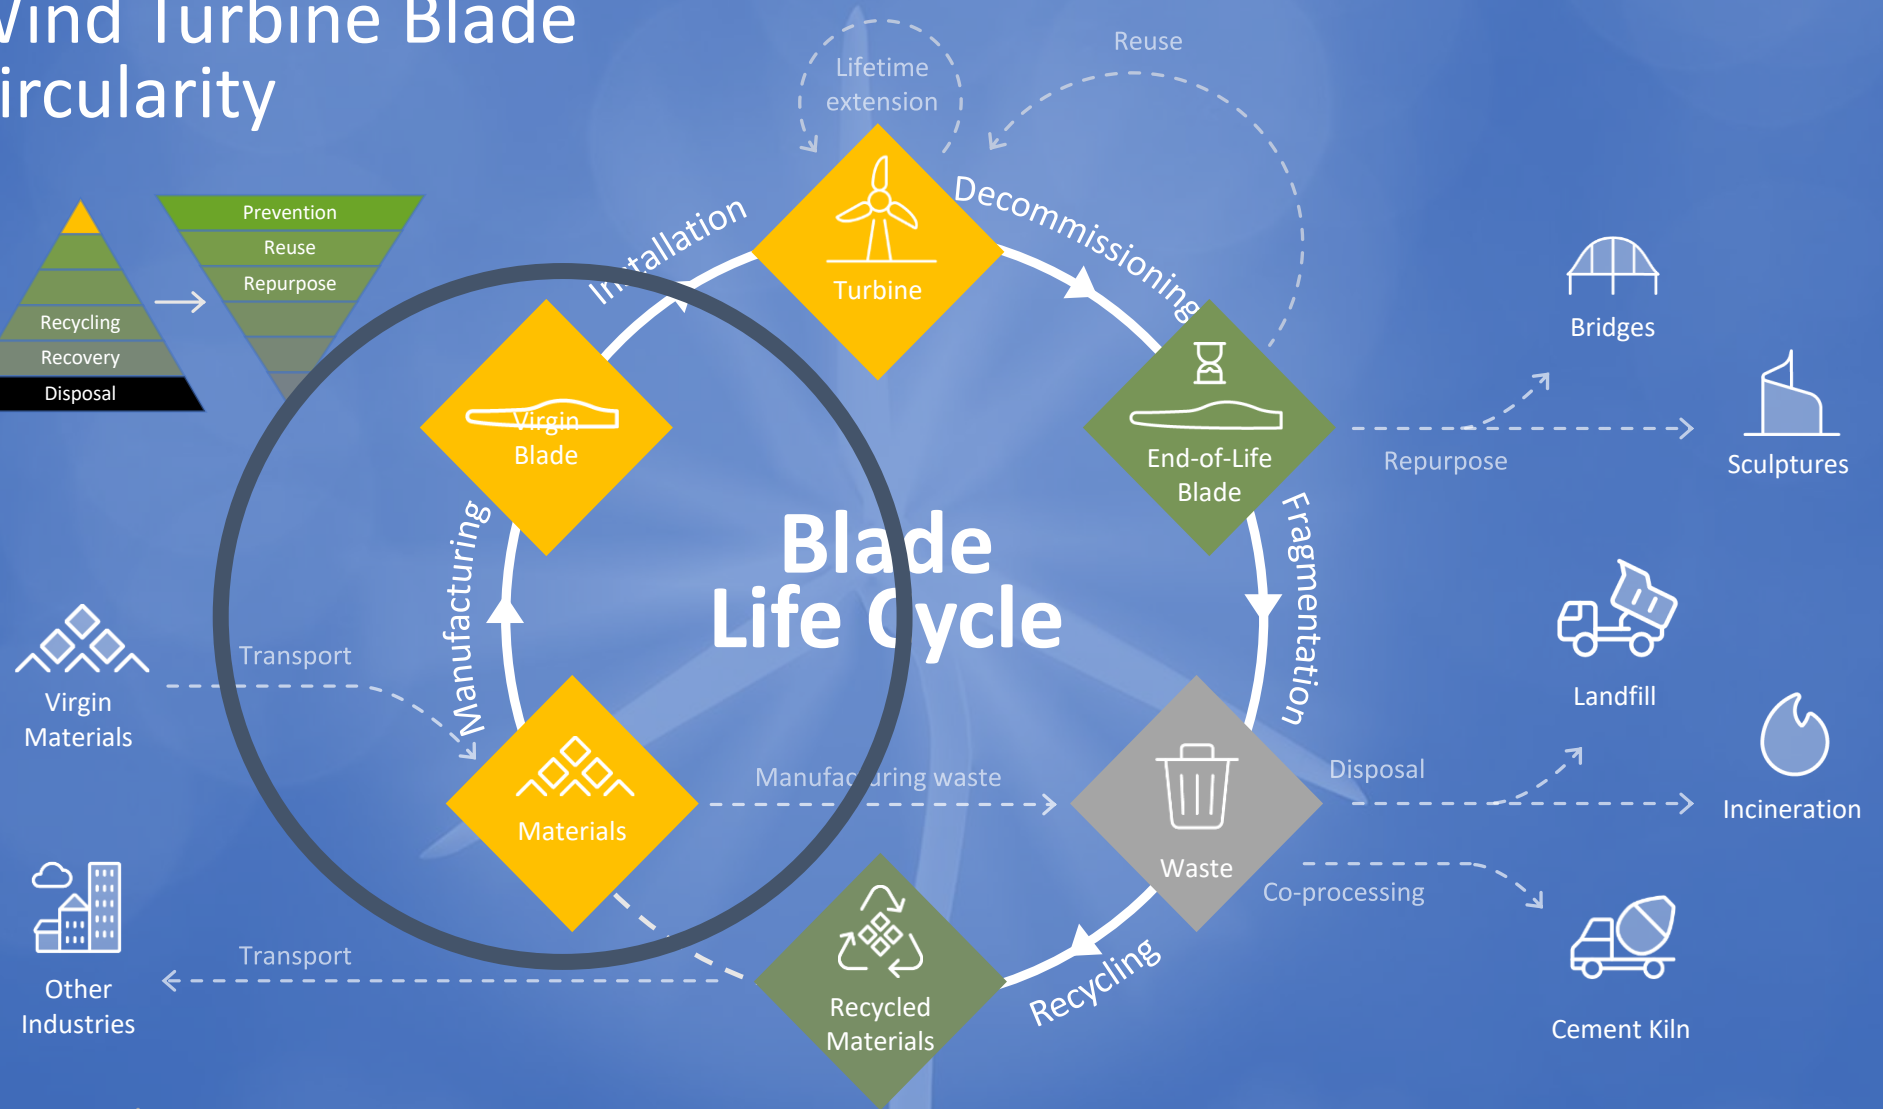 Wind Turbine Blade
Circularity
Lifetime
extension
Reuse
Recycling
Recovery
Disposal
Prevention
Reuse
Repurpose
Installation
Turbine
Decommissioning
Bridges
Virgin
Blade
End-of-Life
Blade
Repurpose
Sculptures
Blade
Life Cycle
Manufacturing
Fragmentation
Transport
Virgin
Materials
Landfill
Materials
Manufacturing waste
Waste
Disposal
Incineration
Co-processing
Transport
Other
Industries
Recycled
Materials
Recycling
Cement Kiln